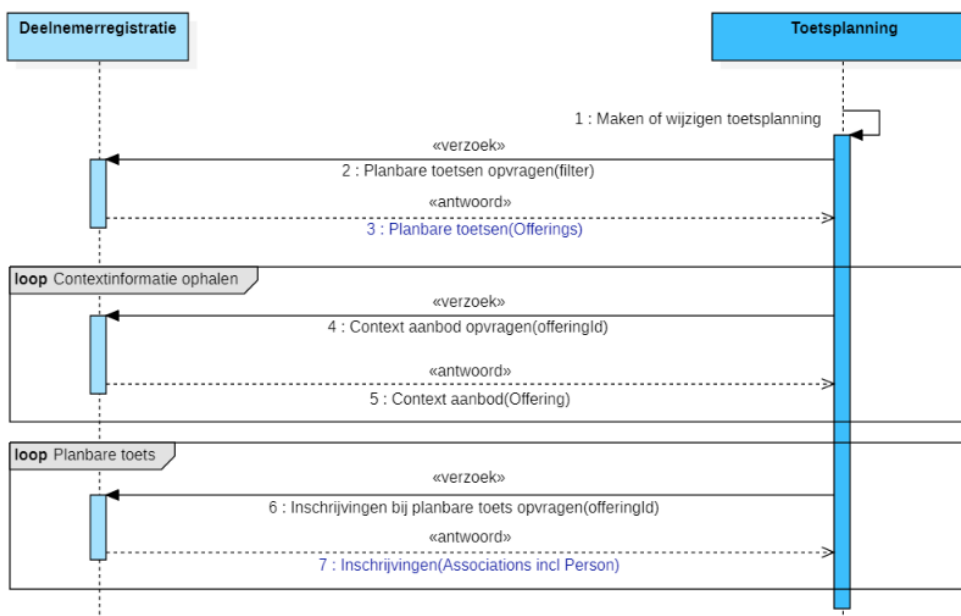 Deelnemerregistratie
Toetsplanning
1 : Maken of wijzigen toetsplanning
«verzoek»
2 : Planbare toetsen opvragen(filter)
«antwoord»
3 : Planbare toetsen(Offerings)
loop Contextinformatie ophalen
«verzoek»
4 : Context aanbod opvragen(offeringId)
«antwoord»
5 : Context aanbod(Offering)
loop Planbare toets
«verzoek»
6 : Inschrijvingen bij planbare toets opvragen(offeringId)
«antwoord»
7 : Inschrijvingen(Associations incl Person)